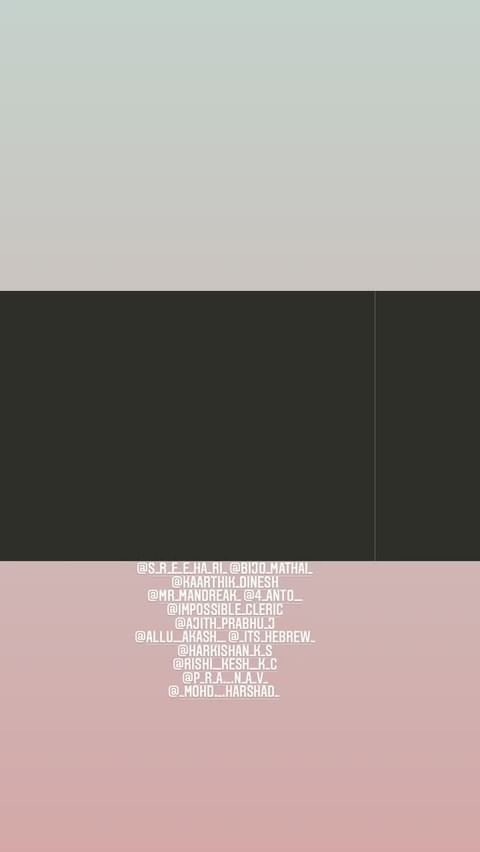 @S_R_E_E_HA_RI_ @BIJO_MATHAI_
@KAARTHIK_DINESH
@MR_MANDREAK_ @4_ANTO__
@IMPOSSIBLE_CLERIC
@AJITH_PRABHU_J
@ALLU__AKASH__ @_ITS_HEBREW_
@HARKISHAN_K_S
@RISHI__KESH__K_C
@P_R_A__N_A_V_
@_MOHD___HARSHAD_